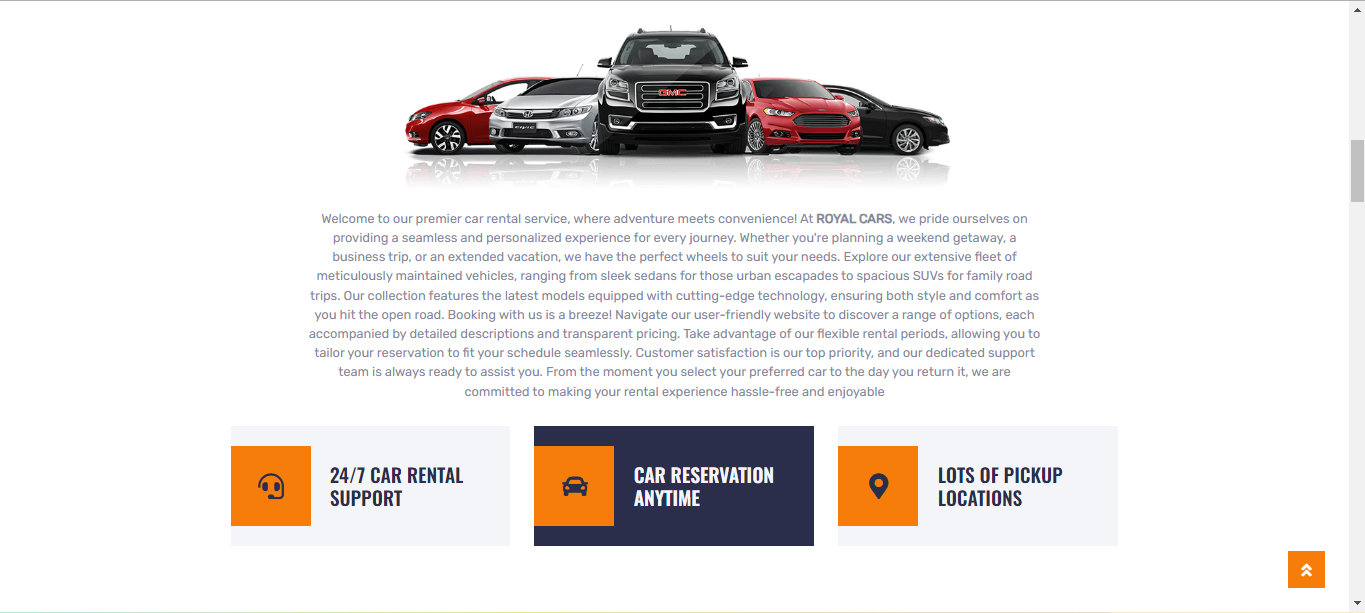 GMC
CIVIC
Welcome to our premier car rental service, where adventure meets convenience! At ROYAL CARS, we pride ourselves on
providing a seamless and personalized experience for every journey. Whether you're planning a weekend getaway, a
business trip, or an extended vacation, we have the perfect wheels to suit your needs. Explore our extensive fleet of
meticulously maintained vehicles, ranging from sleek sedans for those urban escapades to spacious SUVs for family road
trips. Our collection features the latest models equipped with cutting-edge technology, ensuring both style and comfort as
you hit the open road. Booking with us is a breeze! Navigate our user-friendly website to discover a range of options, each
accompanied by detailed descriptions and transparent pricing. Take advantage of our flexible rental periods, allowing you to
tailor your reservation to fit your schedule seamlessly. Customer satisfaction is our top priority, and our dedicated support
team is always ready to assist you. From the moment you select your preferred car to the day you return it, we are
committed to making your rental experience hassle-free and enjoyable
24/7 CAR RENTAL
SUPPORT
CAR RESERVATION
ANYTIME
LOTS OF PICKUP
LOCATIONS